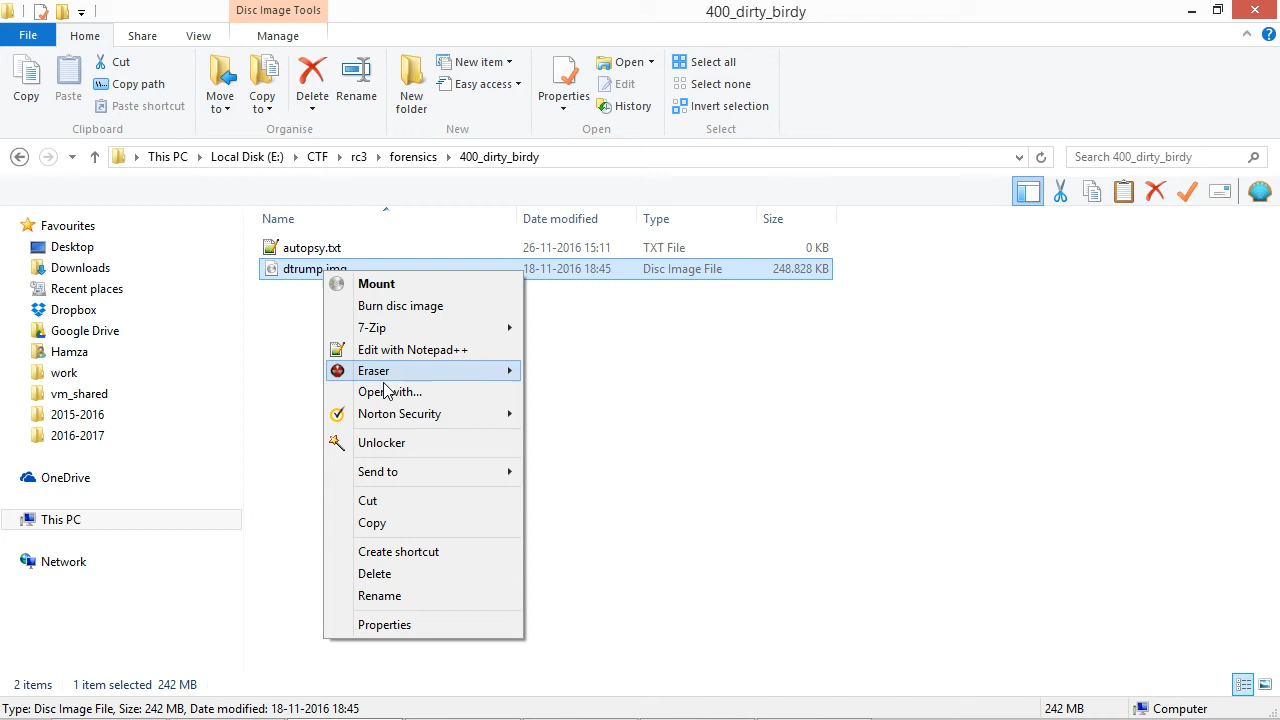 Disc Image Tools
400_dirty_birdy
File
Home
Share
View
Manage
Copy
Paste
Cut
Copy path
Paste shortcut
Clipboard
Move to
Copy to
Delete
Rename
Organise
New folder
New item
Easy access
New
Properties
Open
Edit
History
Open
Select all
Select none
Invert selection
Select
This PC
Local Disk (E:)
CTF
rc3
forensics
400_dirty_birdy
Search 400_dirty_birdy
Favourites
Desktop
Downloads
Recent places
Dropbox
Google Drive
Hamza
work
vm_shared
2015-2016
2016-2017
OneDrive
This PC
Network
Name
Date modified
Type
Size
autopsy.txt
26-11-2016 15:11
TXT File
0 KB
dtrump.img
18-11-2016 18:45
Disc Image File
248.828 KB
Mount
Burn disc image
7-Zip
Edit with Notepad++
Eraser
Open with...
Norton Security
Unlocker
Send to
Cut
Copy
Create shortcut
Delete
Rename
Properties
2 items
1 item selected 242 MB
Type: Disc Image File, Size: 242 MB, Date modified: 18-11-2016 18:45
242 MB
Computer